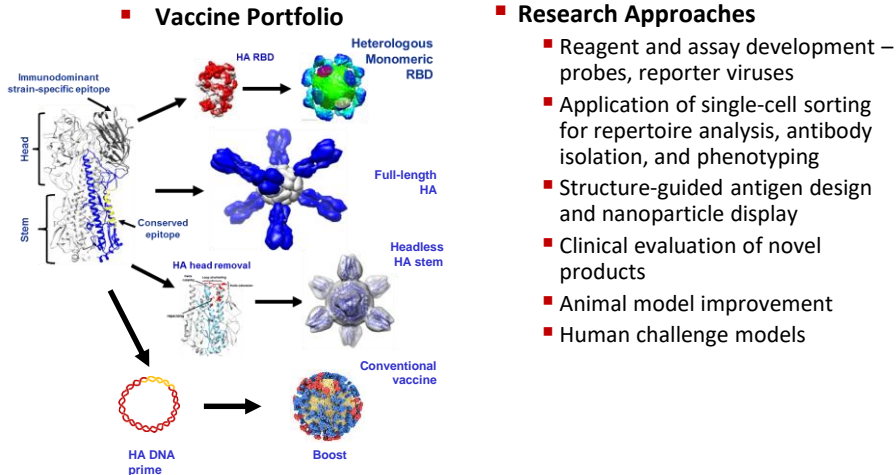 ▪ Vaccine Portfolio
HA RBD
Heterologous
Monomeric
RBD
Immunodominant
strain-specific epitope
Head
Stem
Full-length
HA
Conserved
epitope
HA head removal
Headless
HA stem
Conventional
vaccine
HA DNA
prime
Boost
▪ Research Approaches
▪ Reagent and assay development –
probes, reporter viruses
▪ Application of single-cell sorting
for repertoire analysis, antibody
isolation, and phenotyping
▪ Structure-guided antigen design
and nanoparticle display
▪ Clinical evaluation of novel
products
▪ Animal model improvement
▪ Human challenge models